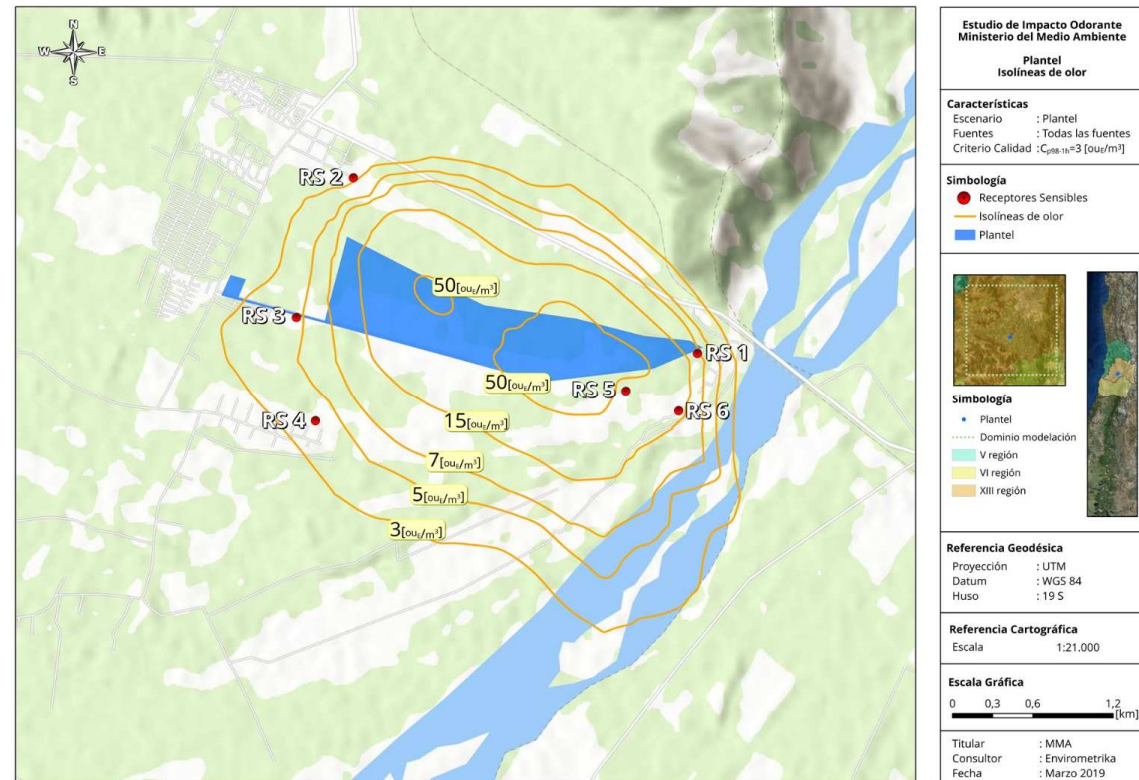 N
W E
S
RS 2
50[ouE/m³]
RS 3
RS 1
50[ouE/m³]
RS 5
RS 6
RS 4
15[ouE/m³]
7[ouE/m³]
5[ouE/m³]
3[ouE/m³]
Estudio de Impacto Odorante
Ministerio del Medio Ambiente
Plantel
Isolíneas de olor
Características
Escenario : Plantel
Fuentes : Todas las fuentes
Criterio Calidad :Cp98-1h=3 [ouE/m³]
Simbología
Receptores Sensibles
Isolíneas de olor
Plantel
Simbología
Plantel
Dominio modelación
V región
VI región
XIII región
Referencia Geodésica
Proyección : UTM
Datum : WGS 84
Huso : 19 S
Referencia Cartográfica
Escala 1:21.000
Escala Gráfica
0 0,3 0,6 1,2
[km]
Titular : MMA
Consultor : Envirometrika
Fecha : Marzo 2019